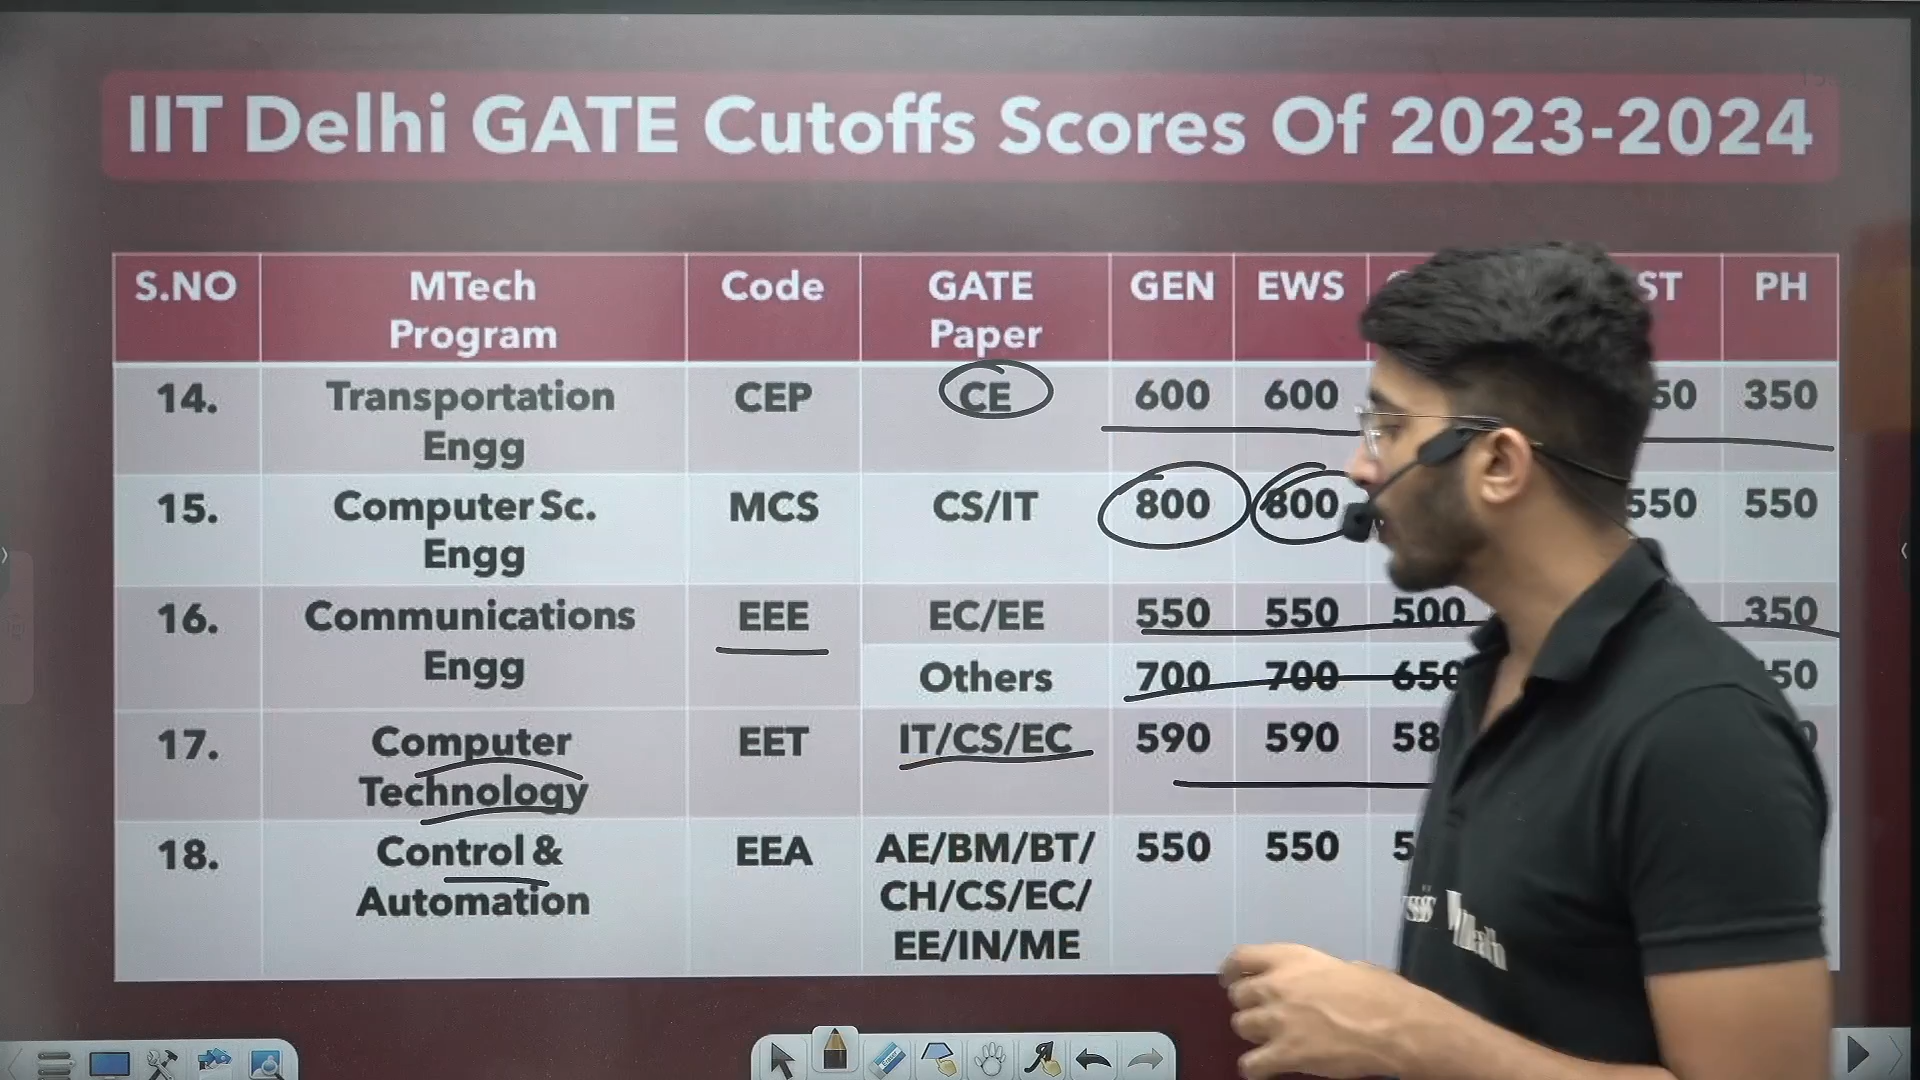 IIT Delhi GATE Cutoffs Scores Of 2023-2024
S.NO MTech Program Code GATE Paper GEN EWS ST PH
14. Transportation Engg CEP CE 600 600 350
15. Computer Sc. Engg MCS CS/IT 800 800 550 550
16. Communications Engg EEE EC/EE 550 550 500 350
Others 700 700 650
17. Computer Technology EET IT/CS/EC 590 590
18. Control & Automation EEA AE/BM/BT/CH/CS/EC/EE/IN/ME 550 550